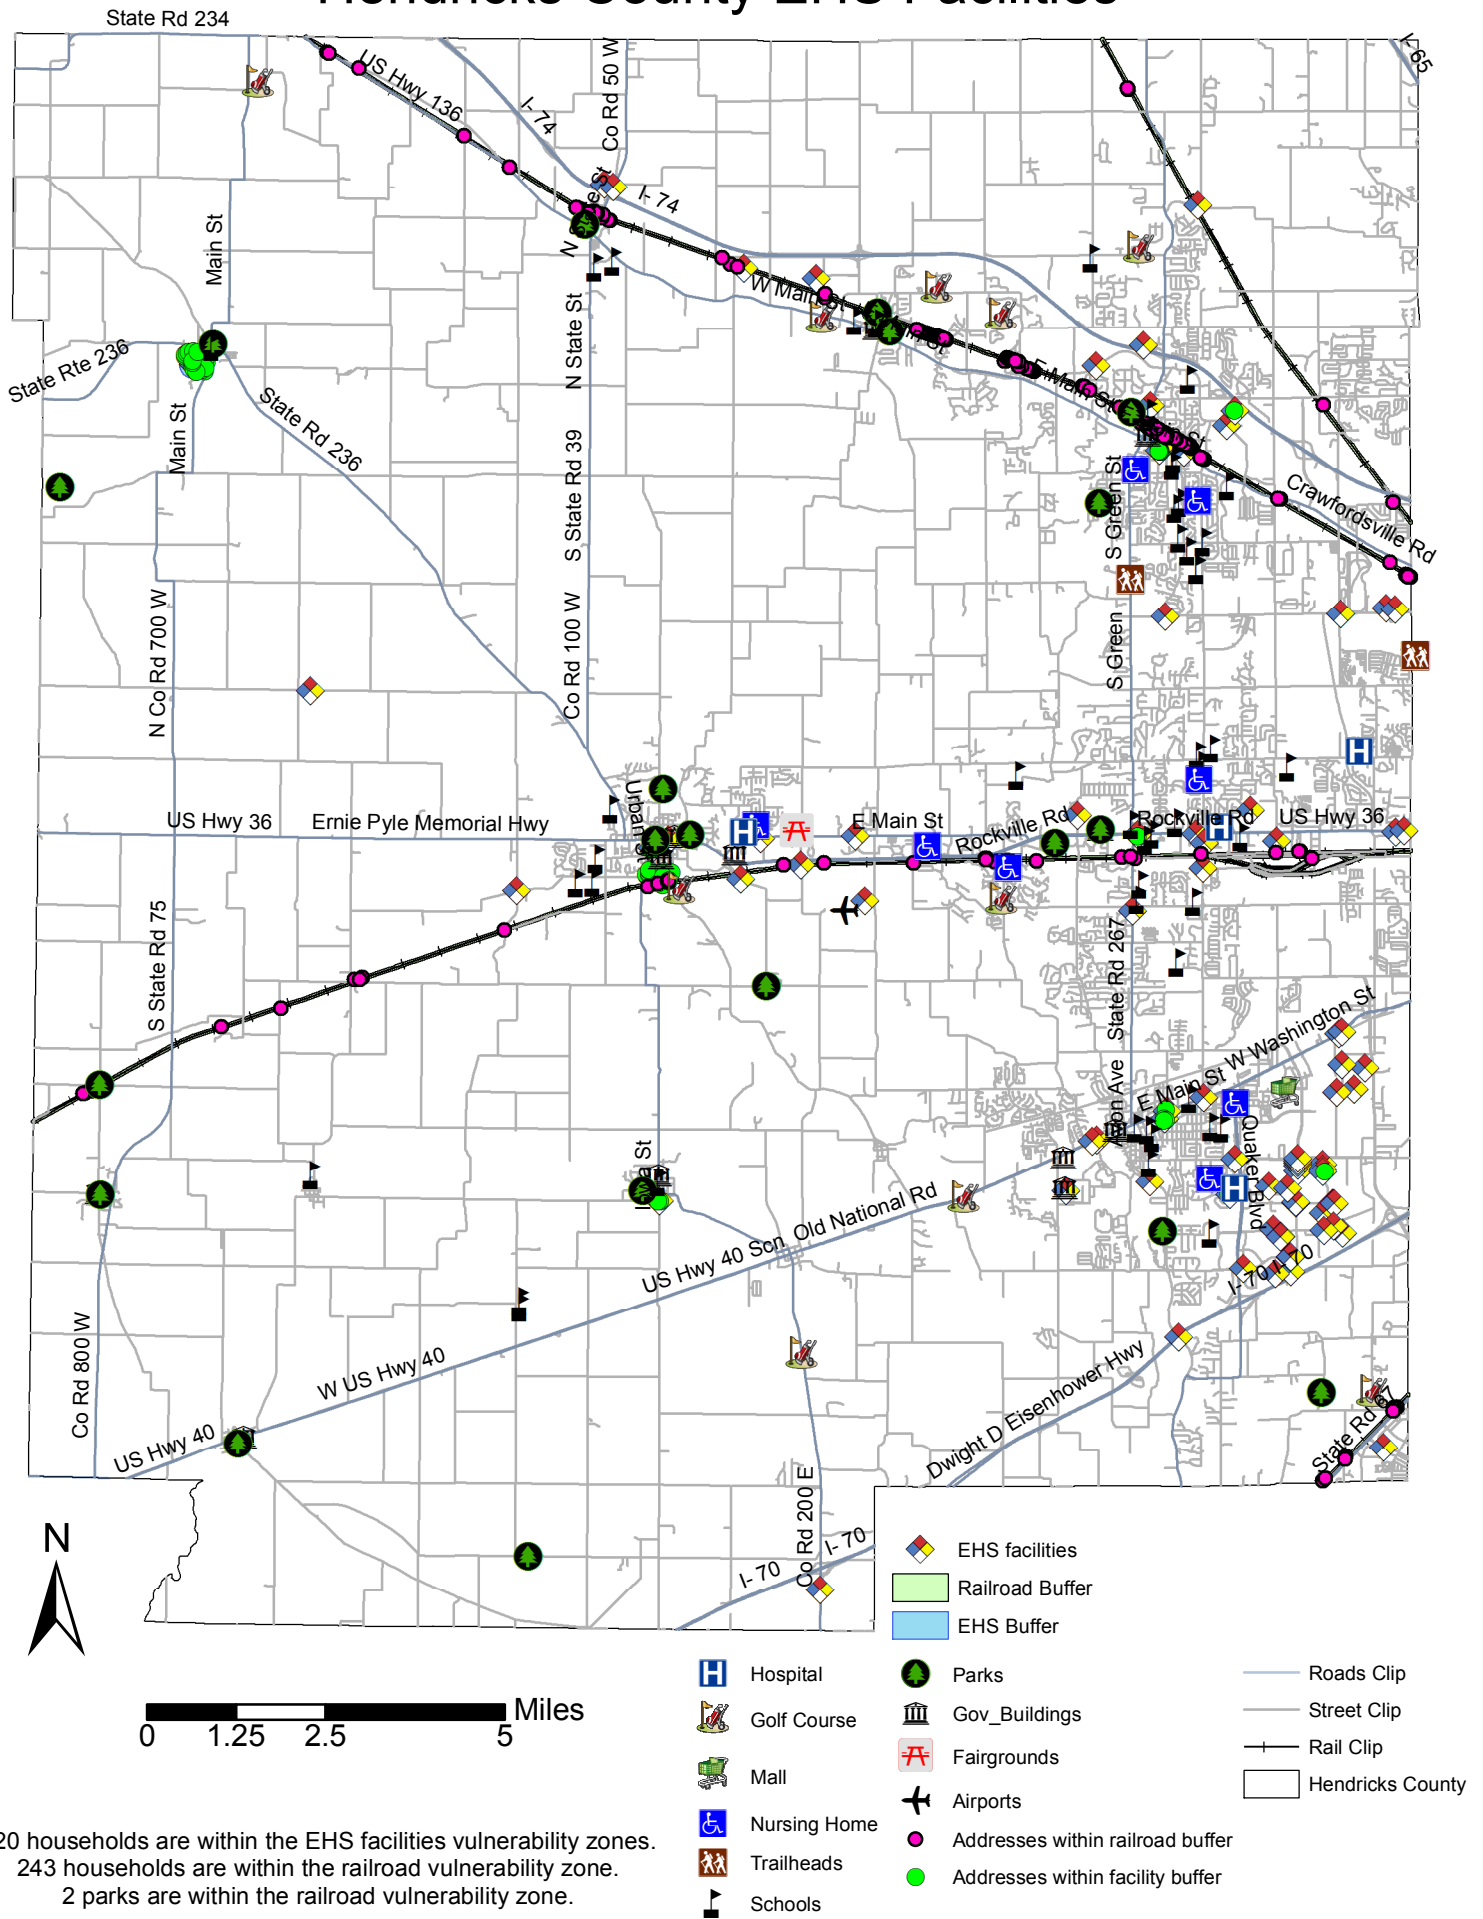 Hendricks County EHS Facilities
State Rd 234
I-65
US Hwy 136
I-74
Co Rd 50 W
I-74
Main St
W Main St
N State St
State Rte 236
E Main St
State Rd 236
Main St
S State Rd 39
S Green St
Crawfordsville Rd
N Co Rd 700 W
Co Rd 100 W
S Green
US Hwy 36
Ernie Pyle Memorial Hwy
E Main St
Rockville Rd
Rockville Rd
US Hwy 36
S State Rd 75
State Rd 267
W Washington St
E Main St
Ave
Quaker Blvd
St
Old National Rd
US Hwy 40 Scn
I-70
I-70
Co Rd 800 W
W US Hwy 40
US Hwy 40
Dwight D Eisenhower Hwy
State Rd 67
Co Rd 200 E
I-70
I-70
N
Miles
0 1.25 2.5 5
EHS facilities
Railroad Buffer
EHS Buffer
Hospital
Golf Course
Mall
Nursing Home
Trailheads
Schools
Parks
Gov_Buildings
Fairgrounds
Airports
Addresses within railroad buffer
Addresses within facility buffer
Roads Clip
Street Clip
Rail Clip
Hendricks County
20 households are within the EHS facilities vulnerability zones.
243 households are within the railroad vulnerability zone.
2 parks are within the railroad vulnerability zone.